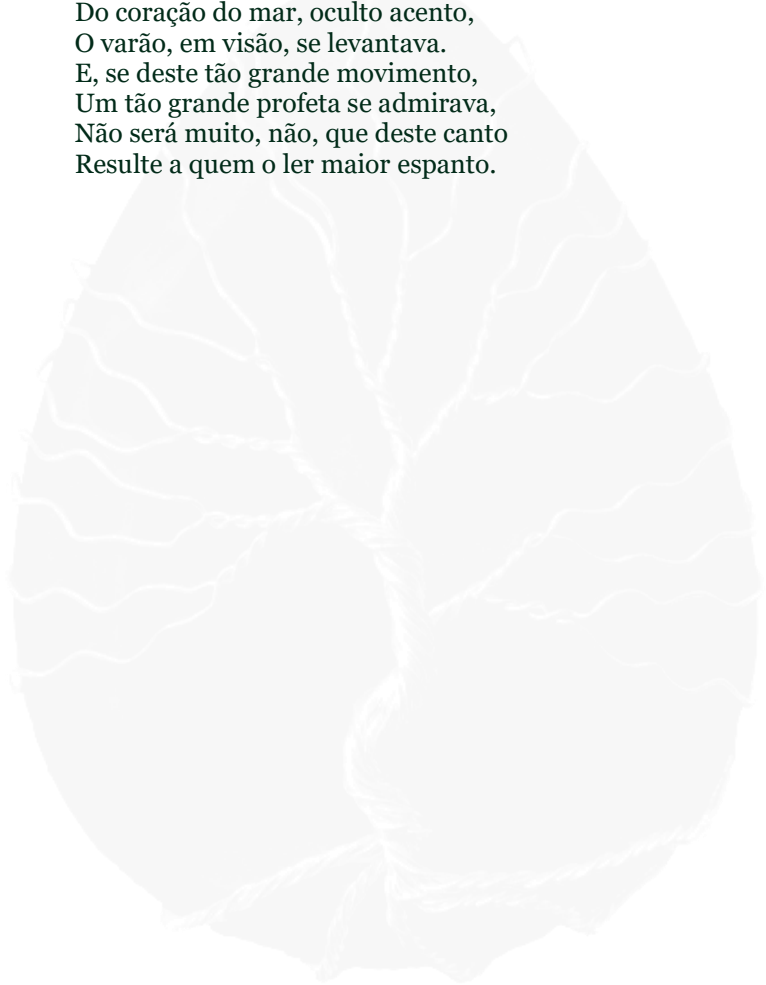 Do coração do mar, oculto acento,
O varão, em visão, se levantava.
E, se deste tão grande movimento,
Um tão grande profeta se admirava,
Não será muito, não, que deste canto
Resulte a quem o ler maior espanto.